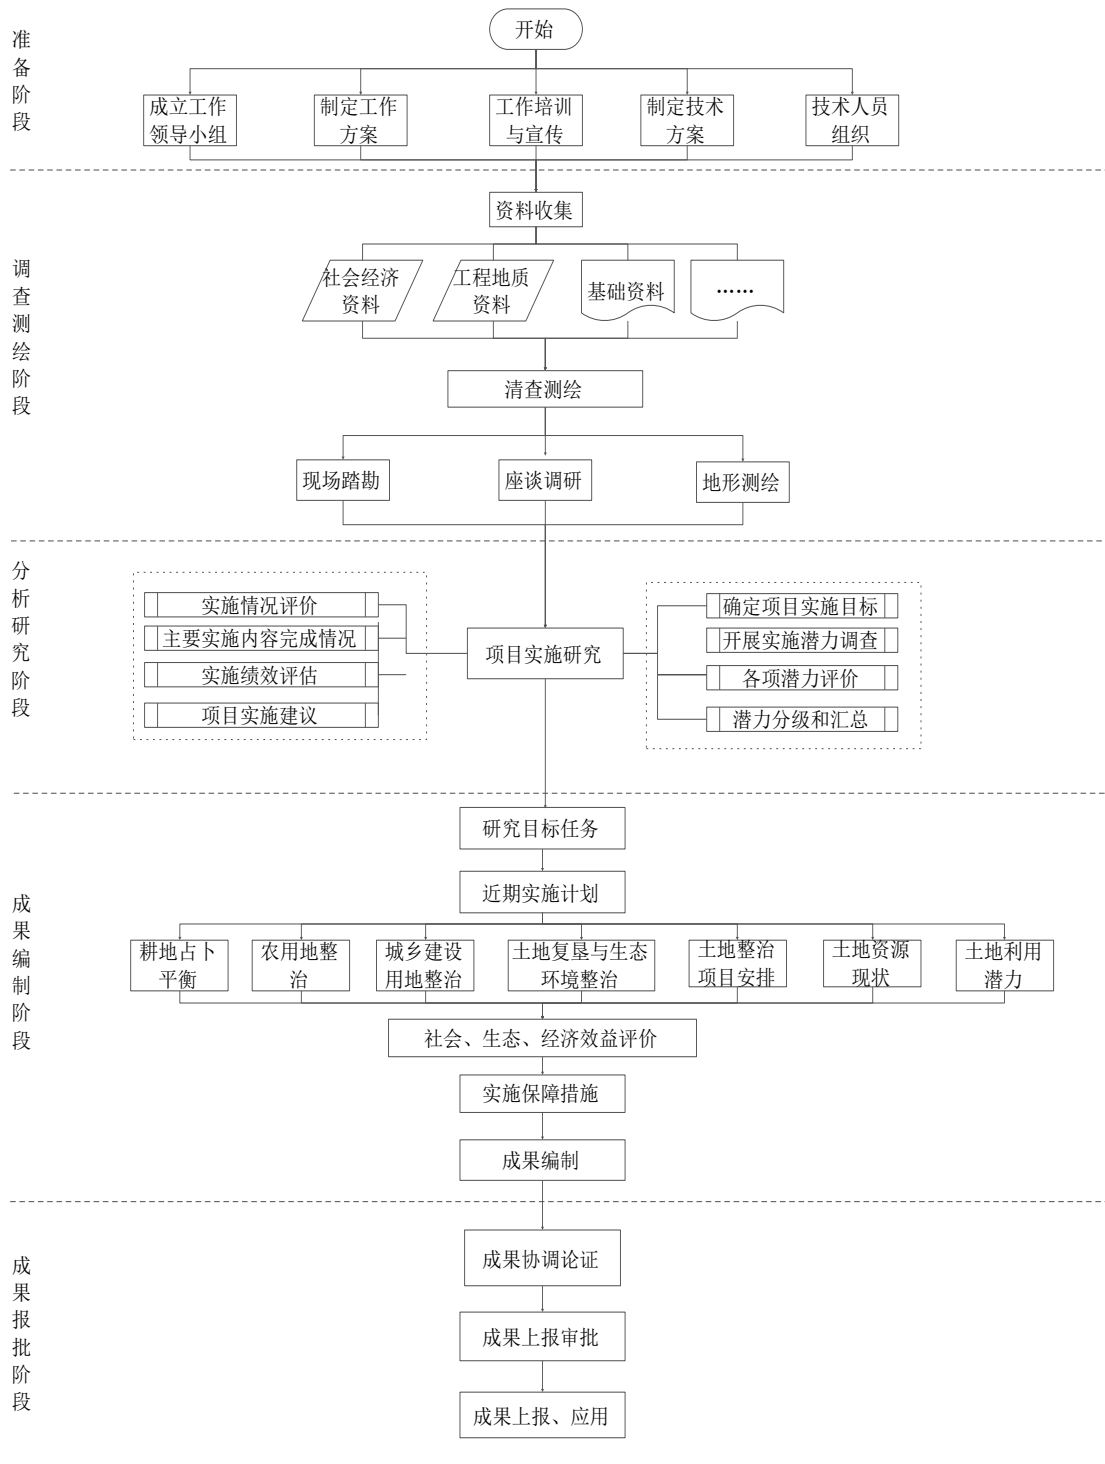 准备阶段
开始
成立工作
领导小组
制定工作
方案
工作培训
与宣传
制定技术
方案
技术人员
组织
调查测绘阶段
资料收集
社会经济
资料
工程地质
资料
基础资料
……
清查测绘
现场踏勘
座谈调研
地形测绘
分析研究阶段
实施情况评价
主要实施内容完成情况
实施绩效评估
项目实施建议
项目实施研究
确定项目实施目标
开展实施潜力调查
各项潜力评价
潜力分级和汇总
成果编制阶段
研究目标任务
近期实施计划
耕地占卜
平衡
农用地整
治
城乡建设
用地整治
土地复垦与生态
环境整治
土地整治
项目安排
土地资源
现状
土地利用
潜力
社会、生态、经济效益评价
实施保障措施
成果编制
成果报批阶段
成果协调论证
成果上报审批
成果上报、应用